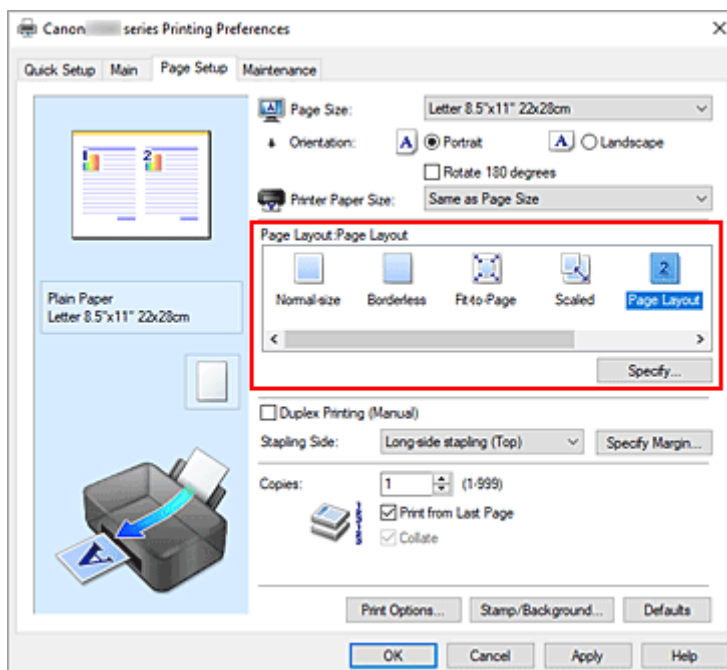 Canon series Printing Preferences
Quick Setup Main Page Setup Maintenance
1 2
Plain Paper
Letter 8.5"x11" 22x28cm
Page Size: Letter 8.5"x11" 22x28cm
Orientation: A Portrait A Landscape
Rotate 180 degrees
Printer Paper Size: Same as Page Size
Page Layout:Page Layout
2
Normal-size Borderless Fit-to-Page Scaled Page Layout
Specify...
Duplex Printing (Manual)
Stapling Side: Long-side stapling (Top) Specify Margin...
Copies: 1 (1-999)
Print from Last Page
Collate
Print Options... Stamp/Background... Defaults
OK Cancel Apply Help